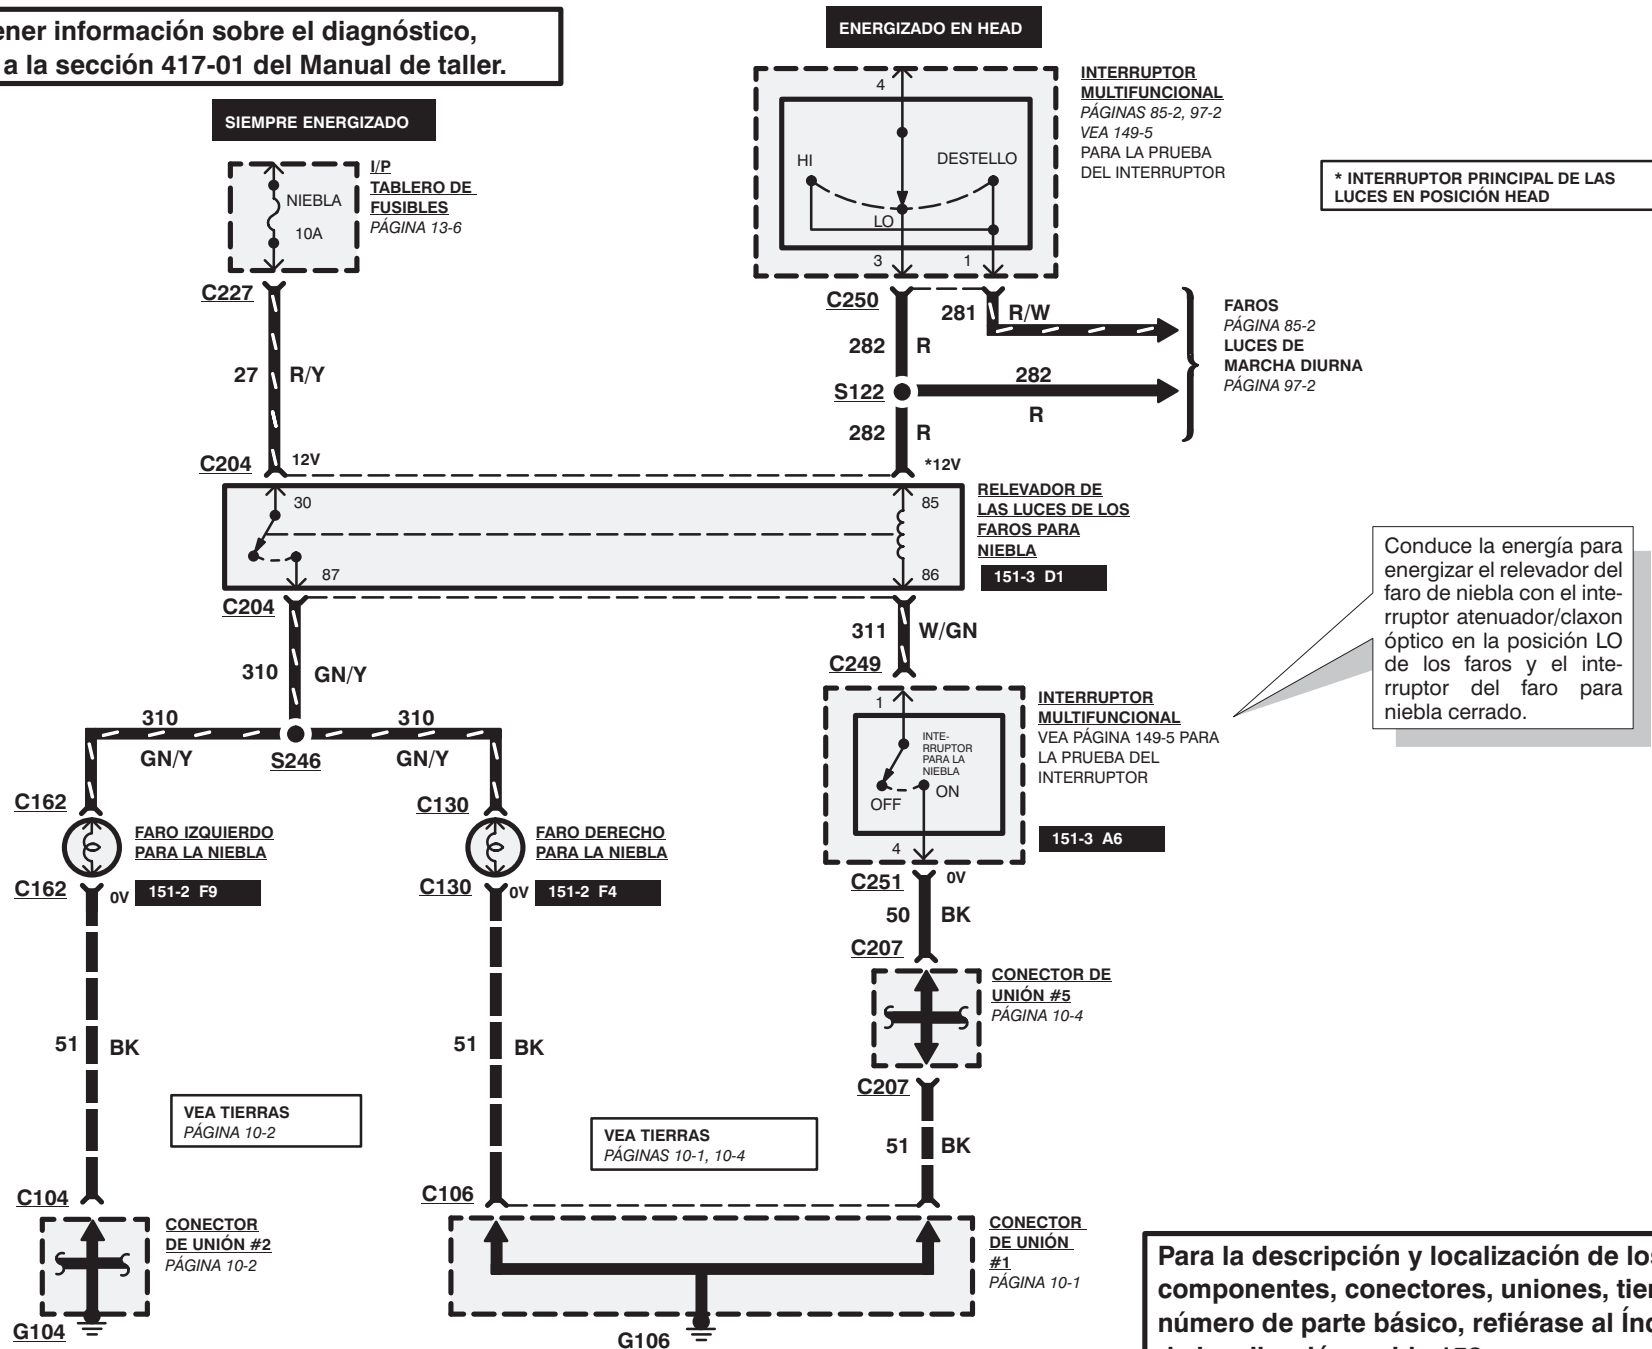 ener información sobre el diagnóstico,
a la sección 417-01 del Manual de taller.
ENERGIZADO EN HEAD
SIEMPRE ENERGIZADO
I/P
TABLERO DE
FUSIBLES
PÁGINA 13-6
NIEBLA
10A
4
HI
DESTELLO
LO
3
1
INTERRUPTOR
MULTIFUNCIONAL
PÁGINAS 85-2, 97-2
VEA 149-5
PARA LA PRUEBA
DEL INTERRUPTOR
* INTERRUPTOR PRINCIPAL DE LAS
LUCES EN POSICIÓN HEAD
C227
C250
281 R/W
282 R
27 R/Y
S122
282
R
282 R
FAROS
PÁGINA 85-2
LUCES DE
MARCHA DIURNA
PÁGINA 97-2
C204
12V
*12V
30
85
87
86
RELEVADOR DE
LAS LUCES DE LOS
FAROS PARA
NIEBLA
151-3 D1
C204
311 W/GN
C249
310 GN/Y
310
GN/Y
310
GN/Y
S246
Conduce la energía para
energizar el relevador del
faro de niebla con el inte-
rruptor atenuador/claxon
óptico en la posición LO
de los faros y el inte-
rruptor del faro para
niebla cerrado.
1
INTE-
RRUPTOR
PARA LA
NIEBLA
OFF
ON
4
INTERRUPTOR
MULTIFUNCIONAL
VEA PÁGINA 149-5 PARA
LA PRUEBA DEL
INTERRUPTOR
151-3 A6
C162
FARO IZQUIERDO
PARA LA NIEBLA
C162
0V
151-2 F9
C130
FARO DERECHO
PARA LA NIEBLA
C130
0V
151-2 F4
C251
0V
50 BK
C207
CONECTOR DE
UNIÓN #5
PÁGINA 10-4
C207
51 BK
51 BK
51 BK
VEA TIERRAS
PÁGINA 10-2
VEA TIERRAS
PÁGINAS 10-1, 10-4
C104
CONECTOR
DE UNIÓN #2
PÁGINA 10-2
G104
C106
CONECTOR
DE UNIÓN
#1
PÁGINA 10-1
G106
Para la descripción y localización de los
componentes, conectores, uniones, tier
número de parte básico, refiérase al Índ